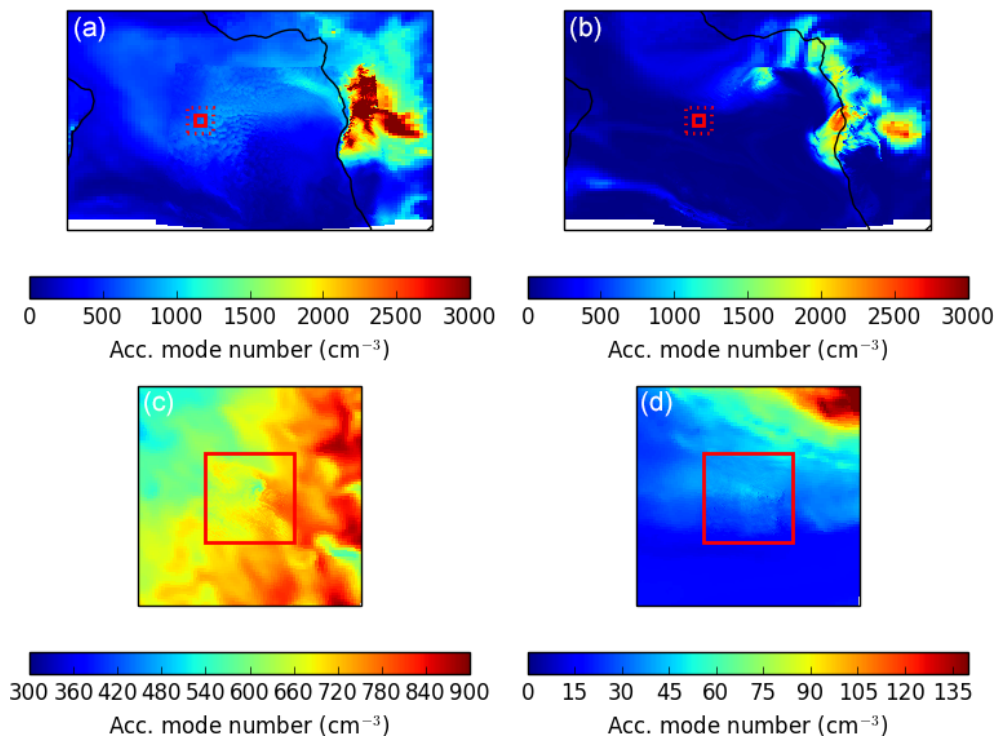 (a)
(b)
0 500 1000 1500 2000 2500 3000
Acc. mode number (cm⁻³)
0 500 1000 1500 2000 2500 3000
Acc. mode number (cm⁻³)
(c)
(d)
300 360 420 480 540 600 660 720 780 840 900
Acc. mode number (cm⁻³)
0 15 30 45 60 75 90 105 120 135
Acc. mode number (cm⁻³)